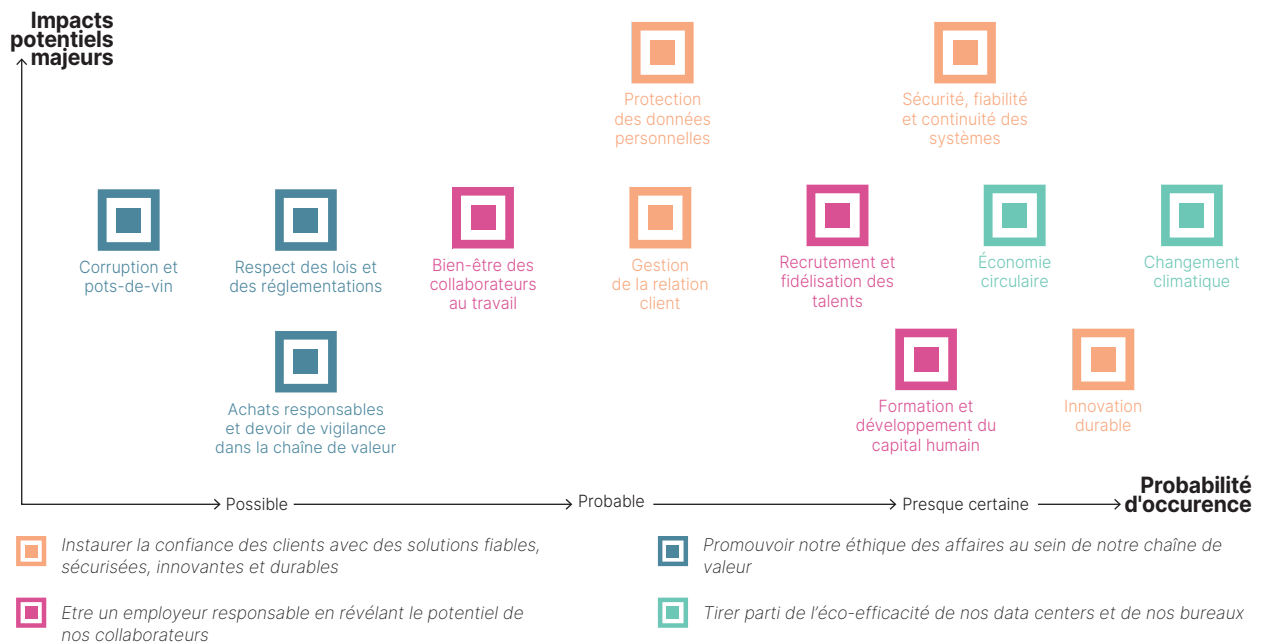 Impacts
potentiels
majeurs
Protection
des données
personnelles
Sécurité, fiabilité
et continuité des
systèmes
Corruption et
pots-de-vin
Respect des lois et
des réglementations
Bien-être des
collaborateurs
au travail
Gestion
de la relation
client
Recrutement et
fidélisation des
talents
Économie
circulaire
Changement
climatique
Achats responsables
et devoir de vigilance
dans la chaîne de valeur
Formation et
développement du
capital humain
Innovation
durable
Possible
Probable
Presque certaine
Probabilité
d'occurence
Instaurer la confiance des clients avec des solutions fiables,
sécurisées, innovantes et durables
Promouvoir notre éthique des affaires au sein de notre chaîne de
valeur
Etre un employeur responsable en révélant le potentiel de
nos collaborateurs
Tirer parti de l’éco-efficacité de nos data centers et de nos bureaux